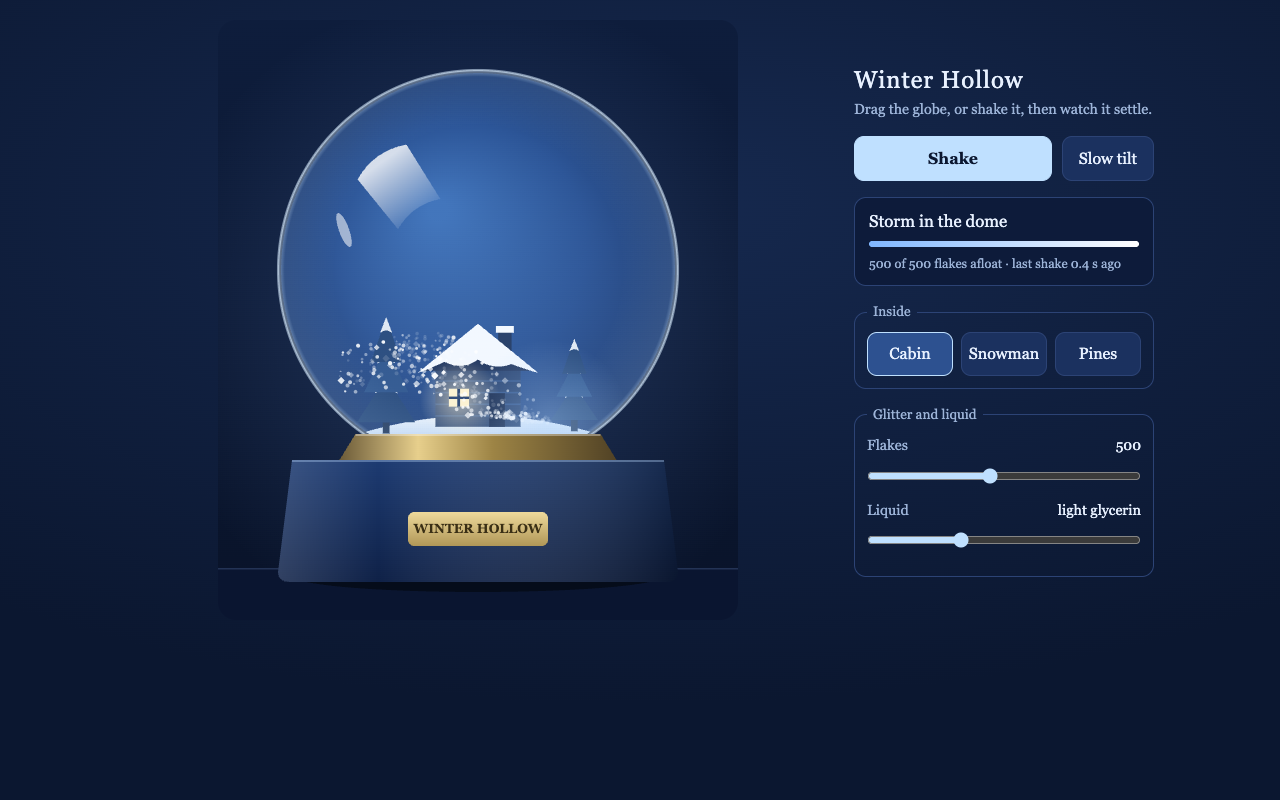 Winter Hollow
Drag the globe, or shake it, then watch it settle.
Shake
Slow tilt
Storm in the dome
500 of 500 flakes afloat · last shake 0.4 s ago
Inside
Cabin
Snowman
Pines
Glitter and liquid
Flakes 500
Liquid light glycerin
WINTER HOLLOW